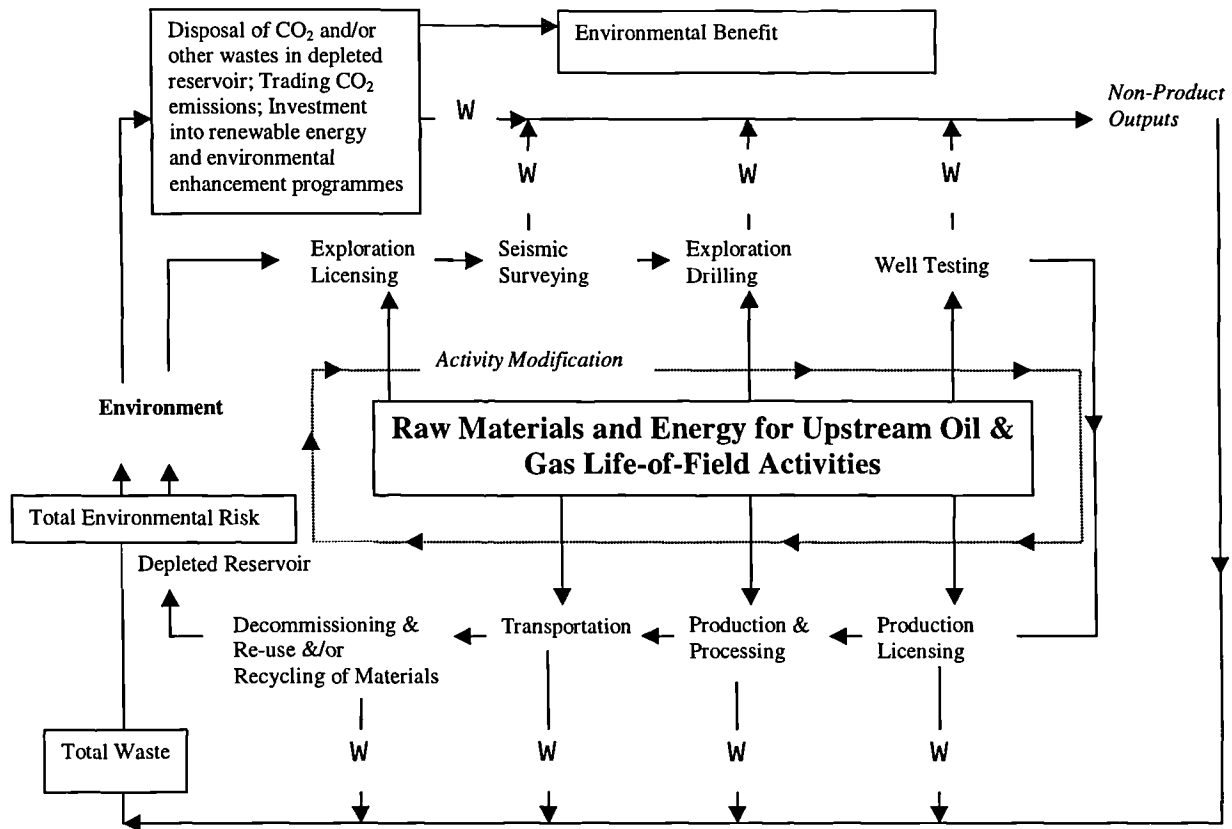 Disposal of CO₂ and/or
other wastes in depleted
reservoir; Trading CO₂
emissions; Investment
into renewable energy
and environmental
enhancement programmes
Environmental Benefit
W
Non-Product
Outputs
W
W
W
Exploration
Licensing
Seismic
Surveying
Exploration
Drilling
Well Testing
Activity Modification
Environment
Raw Materials and Energy for Upstream Oil &
Gas Life-of-Field Activities
Total Environmental Risk
Depleted Reservoir
Decommissioning &
Re-use &/or
Recycling of Materials
Transportation
Production &
Processing
Production
Licensing
Total Waste
W
W
W
W